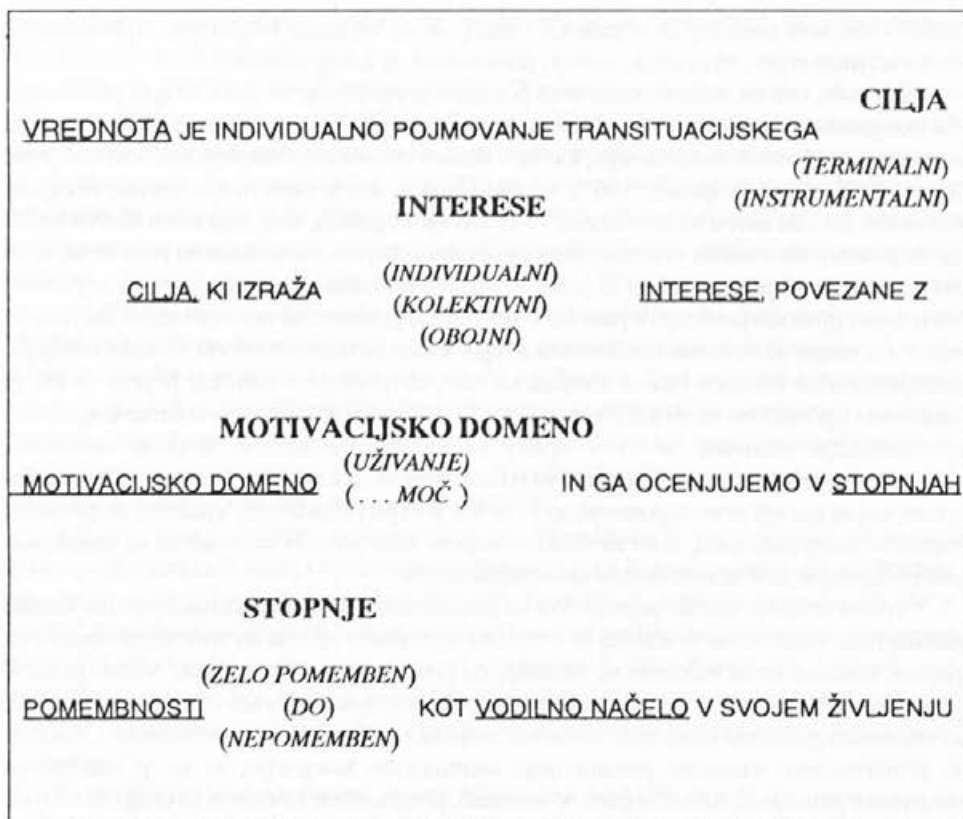 CILJA
VREDNOTA JE INDIVIDUALNO POJMOVANJE TRANSITUACIJSKEGA
(TERMINALNI)
INTERESE (INSTRUMENTALNI)
(INDIVIDUALNI)
CILJA, KI IZRAŽA (KOLEKTIVNI) INTERESE, POVEZANE Z
(OBOJNI)
MOTIVACIJSKO DOMENO
(UŽIVANJE)
MOTIVACIJSKO DOMENO (. . . MOČ ) IN GA OCENJUJEMO V STOPNJAH
STOPNJE
(ZELO POMEMBEN)
POMEMBNOSTI (DO) KOT VODILNO NAČELO V SVOJEM ŽIVLJENJU
(NEPOMEMBEN)